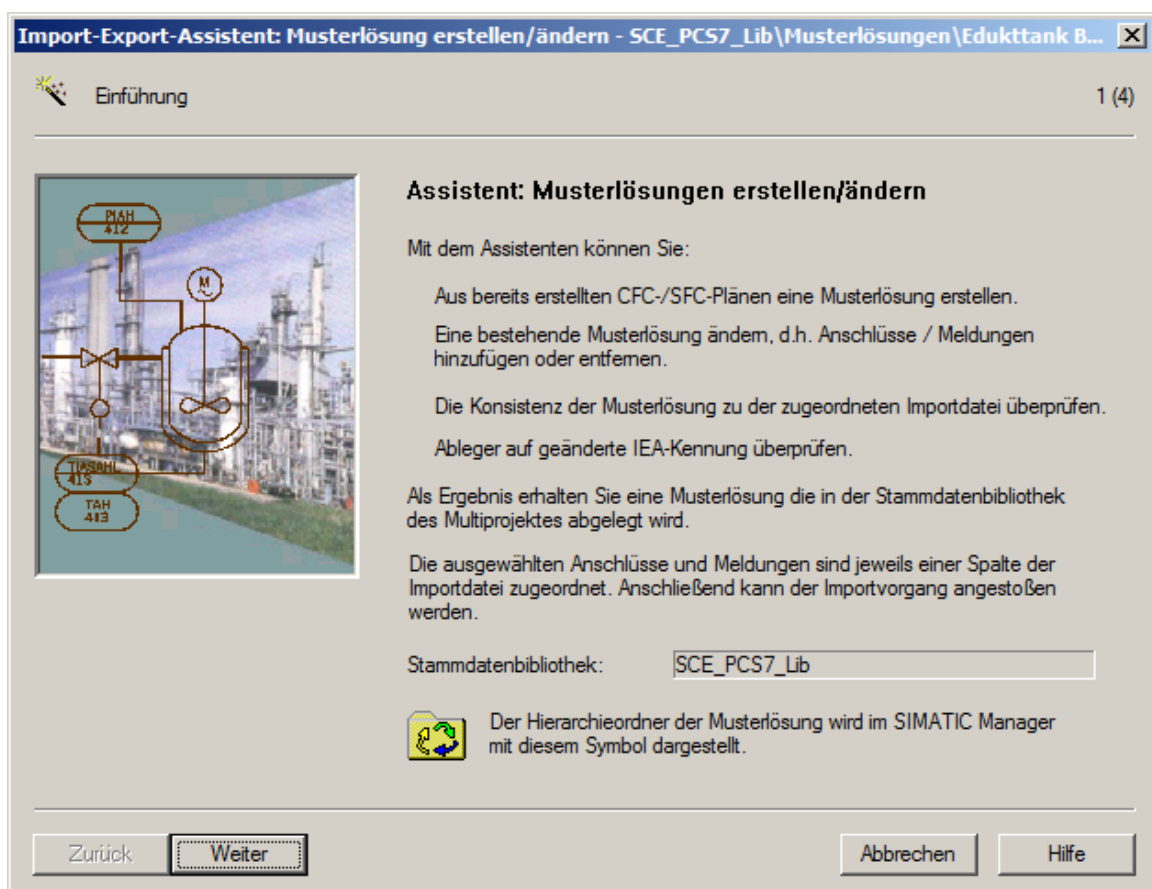 Import-Export-Assistent: Musterlösung erstellen/ändern - SCE_PCS7_Lib\Musterlösungen\Edukttank B...
Einführung
1 (4)
Assistent: Musterlösungen erstellen/ändern
Mit dem Assistenten können Sie:
Aus bereits erstellten CFC-/SFC-Plänen eine Musterlösung erstellen.
Eine bestehende Musterlösung ändern, d.h. Anschlüsse / Meldungen
hinzufügen oder entfernen.
Die Konsistenz der Musterlösung zu der zugeordneten Importdatei überprüfen.
Ableger auf geänderte IEA-Kennung überprüfen.
Als Ergebnis erhalten Sie eine Musterlösung die in der Stammdatenbibliothek
des Multiprojektes abgelegt wird.
Die ausgewählten Anschlüsse und Meldungen sind jeweils einer Spalte der
Importdatei zugeordnet. Anschließend kann der Importvorgang angestoßen
werden.
Stammdatenbibliothek:
SCE_PCS7_Lib
Der Hierarchieordner der Musterlösung wird im SIMATIC Manager
mit diesem Symbol dargestellt.
PIAH
412
M
TIASAHL
413
TAH
413
Zurück
Weiter
Abbrechen
Hilfe